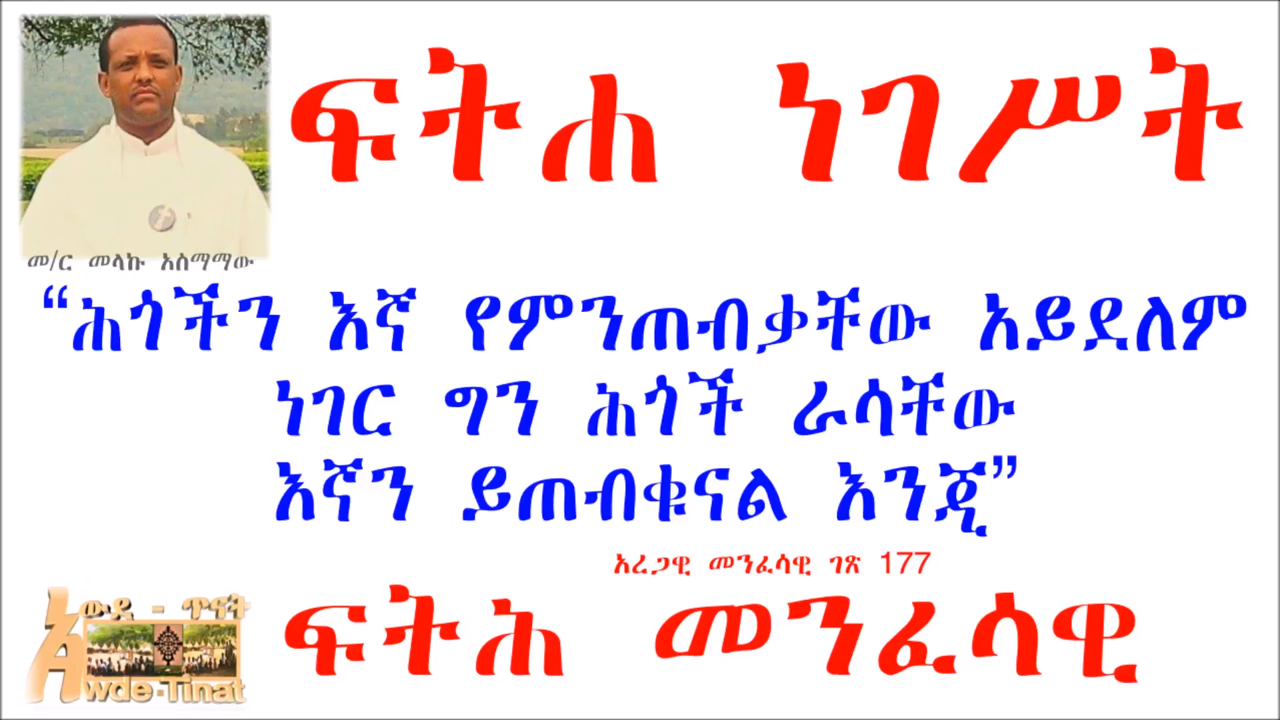 ፍትሐ ነገሥት
መ/ር መላኩ አስማማው
“ሕጎችን እኛ የምንጠብቃቸው አይደለም
ነገር ግን ሕጎች ራሳቸው
እኛን ይጠብቁናል እንጂ”
አረጋዊ መንፈሳዊ ገጽ 177
ፍትሕ መንፈሳዊ
አውደ - ጥናት
Awde-Tinat